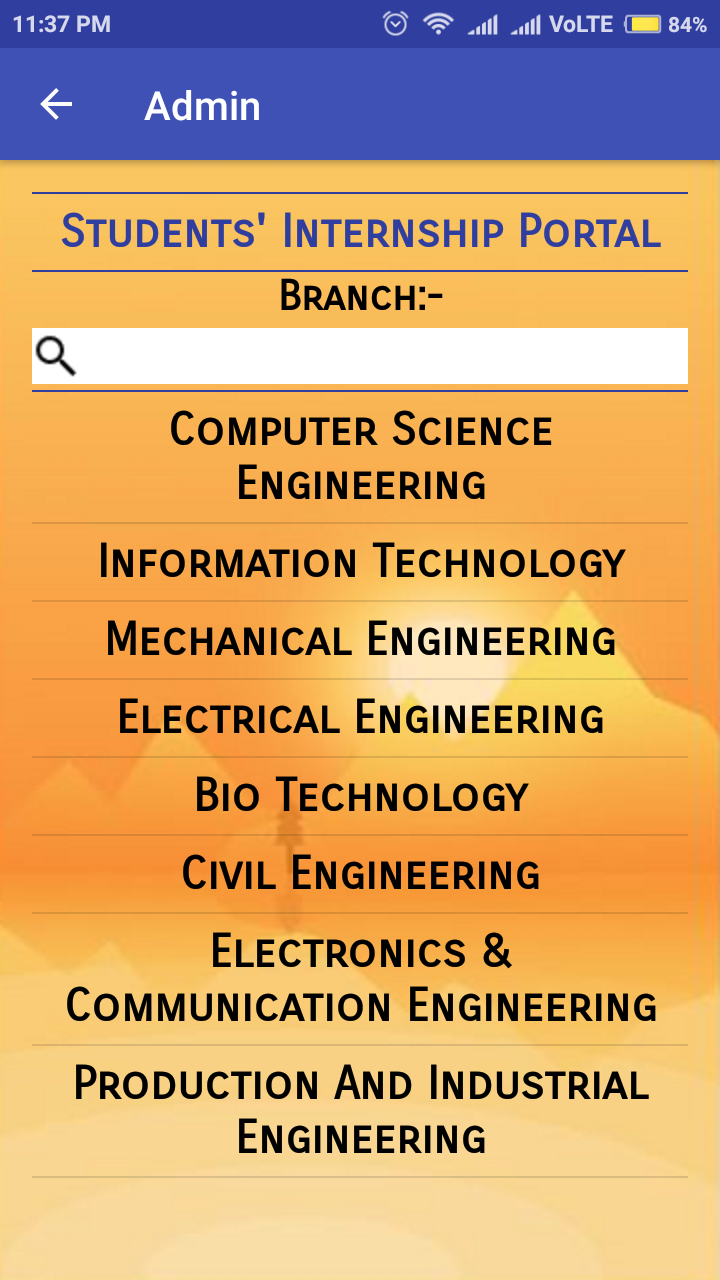 11:37 PM VoLTE 84%
Admin
Students' Internship Portal
Branch:-
Computer Science
Engineering
Information Technology
Mechanical Engineering
Electrical Engineering
Bio Technology
Civil Engineering
Electronics &
Communication Engineering
Production And Industrial
Engineering